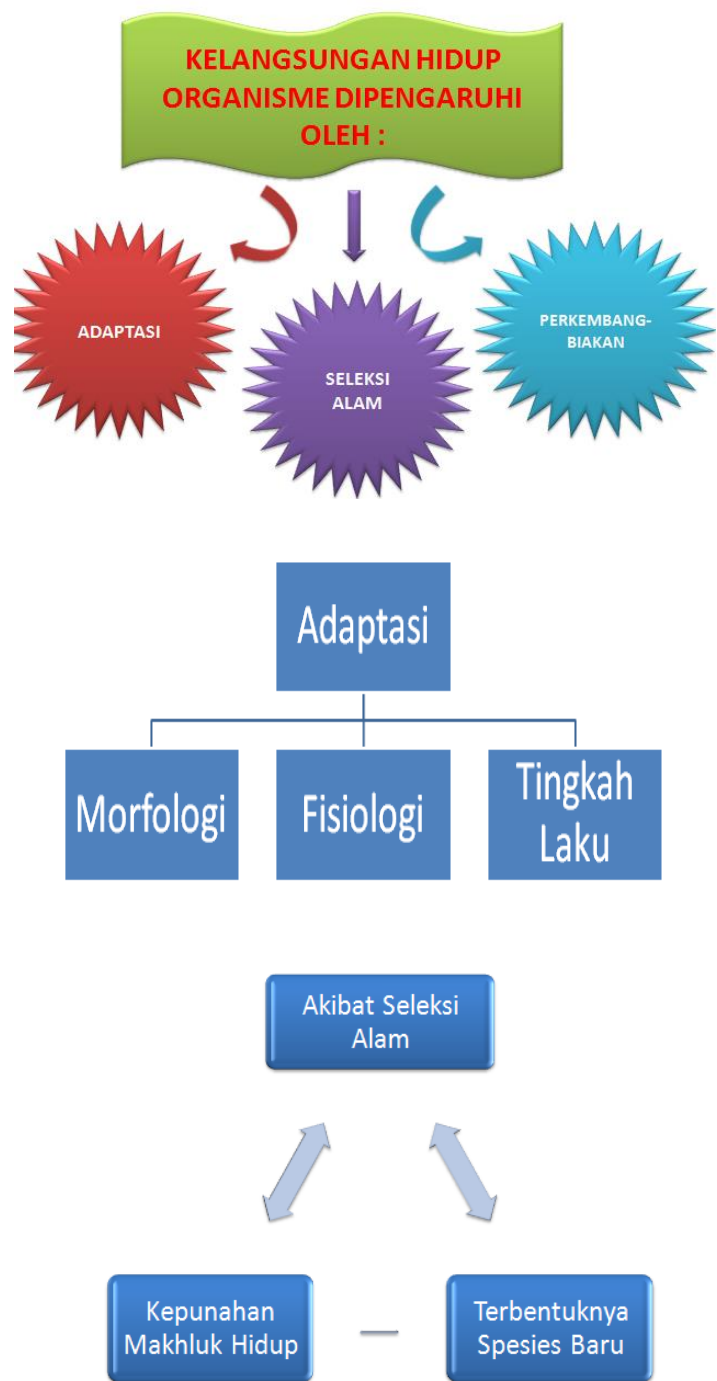 KELANGSUNGAN HIDUP
ORGANISME DIPENGARUHI
OLEH :
ADAPTASI
SELEKSI
ALAM
PERKEMBANG-
BIAKAN
Adaptasi
Morfologi
Fisiologi
Tingkah
Laku
Akibat Seleksi
Alam
Kepunahan
Makhluk Hidup
Terbentuknya
Spesies Baru